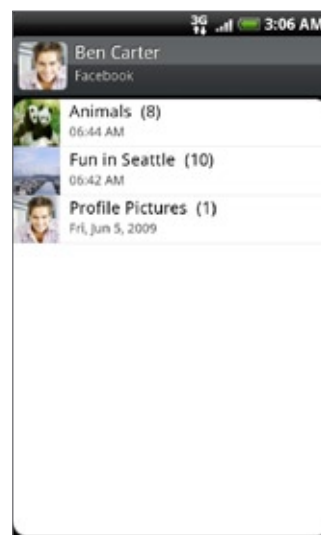 3G 3:06 AM
Ben Carter
Facebook
Animals (8)
06:44 AM
Fun in Seattle (10)
06:42 AM
Profile Pictures (1)
Fri, Jun 5, 2009